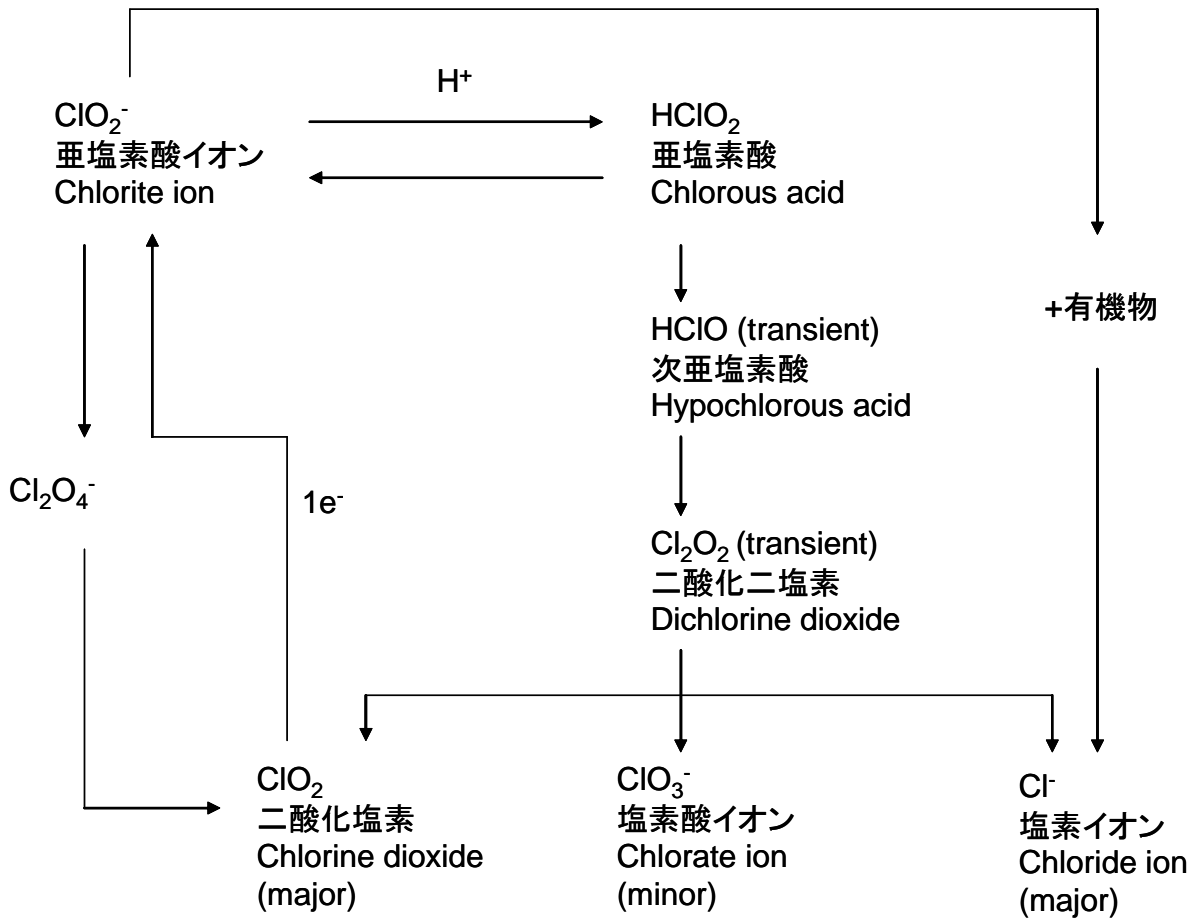 H⁺
ClO₂⁻
亜塩素酸イオン
Chlorite ion
HClO₂
亜塩素酸
Chlorous acid
+有機物
HClO (transient)
次亜塩素酸
Hypochlorous acid
Cl₂O₄⁻
1e⁻
Cl₂O₂ (transient)
二酸化二塩素
Dichlorine dioxide
ClO₂
二酸化塩素
Chlorine dioxide
(major)
ClO₃⁻
塩素酸イオン
Chlorate ion
(minor)
Cl⁻
塩素イオン
Chloride ion
(major)